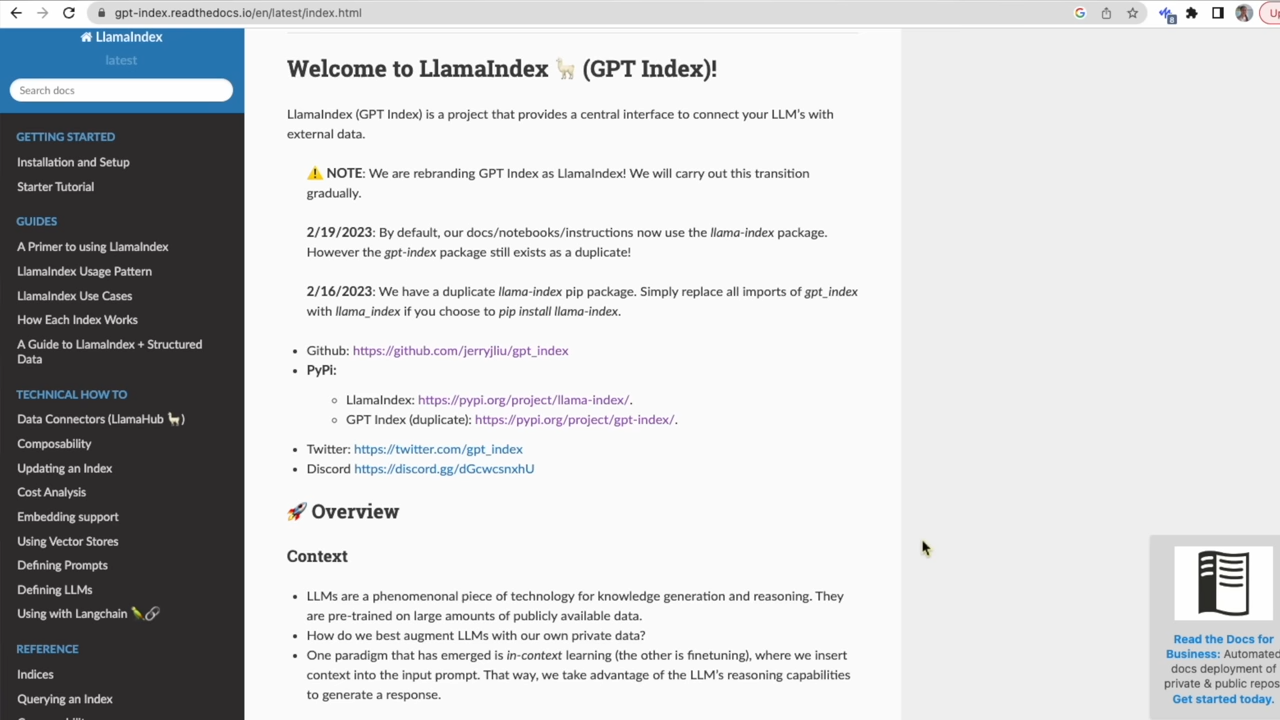 gpt-index.readthedocs.io/en/latest/index.html
LlamaIndex
latest
Search docs
GETTING STARTED
Installation and Setup
Starter Tutorial
GUIDES
A Primer to using LlamaIndex
LlamaIndex Usage Pattern
LlamaIndex Use Cases
How Each Index Works
A Guide to LlamaIndex + Structured
Data
TECHNICAL HOW TO
Data Connectors (LlamaHub 🦙)
Composability
Updating an Index
Cost Analysis
Embedding support
Using Vector Stores
Defining Prompts
Defining LLMs
Using with Langchain 🦜🔗
REFERENCE
Indices
Querying an Index
Welcome to LlamaIndex 🦙 (GPT Index)!
LlamaIndex (GPT Index) is a project that provides a central interface to connect your LLM's with
external data.
⚠️ NOTE: We are rebranding GPT Index as LlamaIndex! We will carry out this transition
gradually.
2/19/2023: By default, our docs/notebooks/instructions now use the llama-index package.
However the gpt-index package still exists as a duplicate!
2/16/2023: We have a duplicate llama-index pip package. Simply replace all imports of gpt_index
with llama_index if you choose to pip install llama-index.
• Github: https://github.com/jerryjliu/gpt_index
• PyPi:
○ LlamaIndex: https://pypi.org/project/llama-index/.
○ GPT Index (duplicate): https://pypi.org/project/gpt-index/.
• Twitter: https://twitter.com/gpt_index
• Discord https://discord.gg/dGcwcsnxhU
🚀 Overview
Context
• LLMs are a phenomenonal piece of technology for knowledge generation and reasoning. They
are pre-trained on large amounts of publicly available data.
• How do we best augment LLMs with our own private data?
• One paradigm that has emerged is in-context learning (the other is finetuning), where we insert
context into the input prompt. That way, we take advantage of the LLM's reasoning capabilities
to generate a response.
Read the Docs for
Business: Automated
docs deployment of
private & public repos
Get started today.